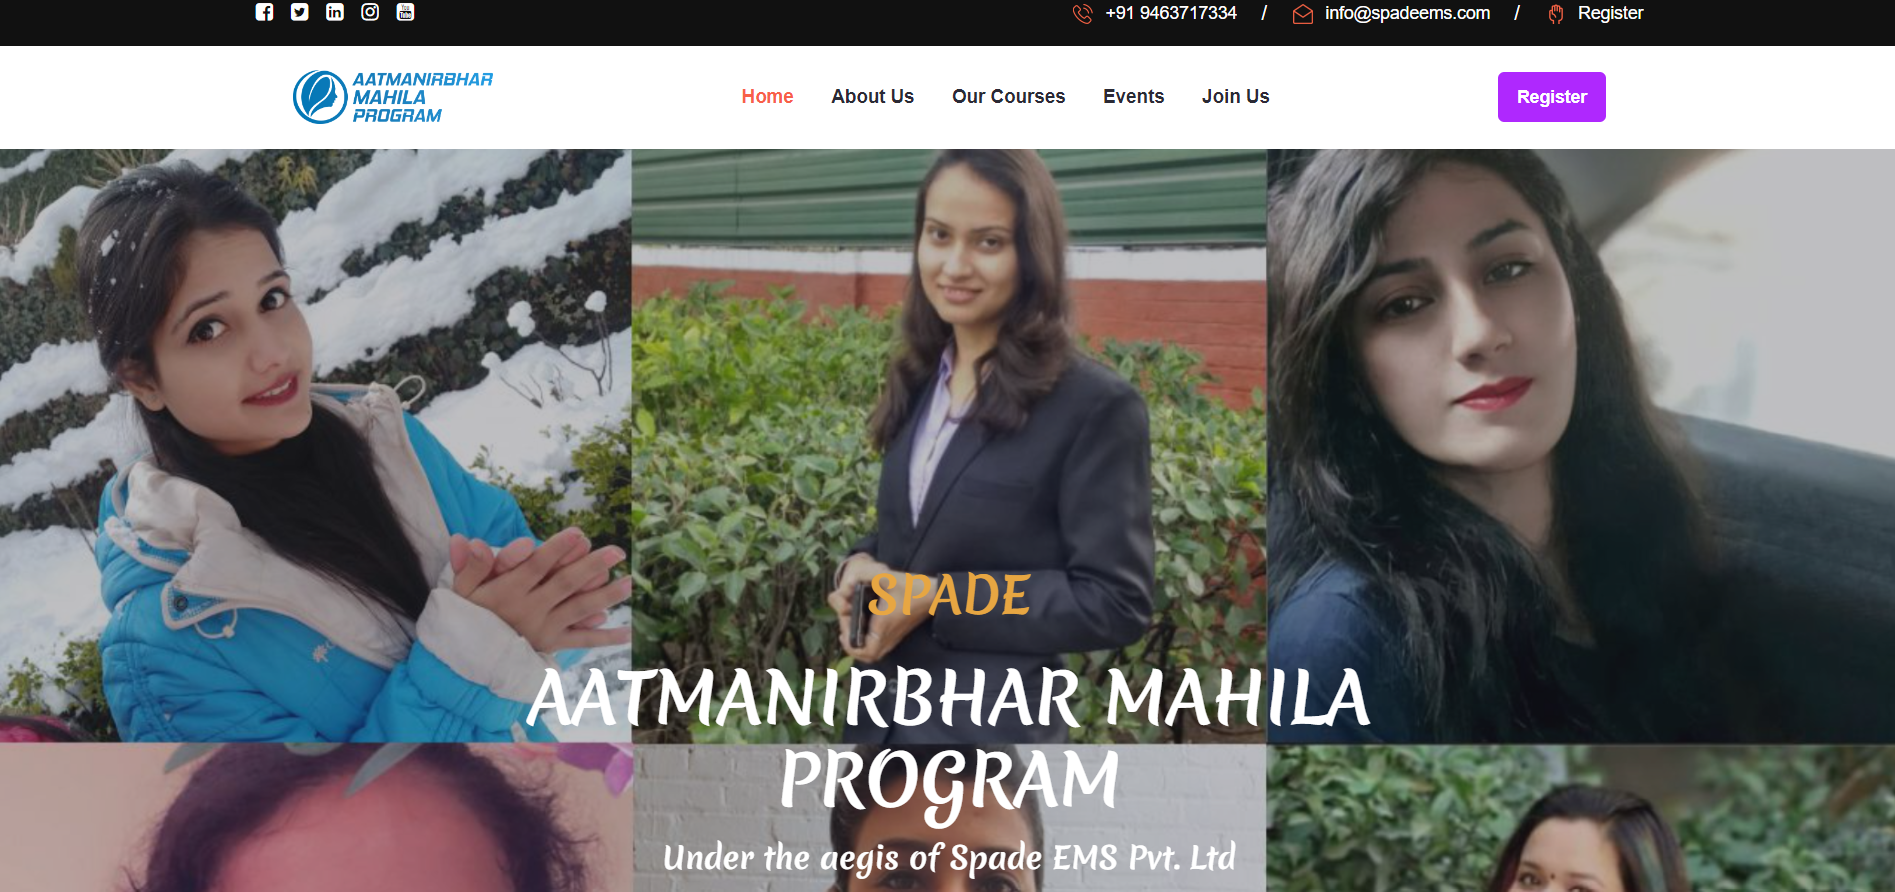 +91 9463717334 / info@spadeems.com / Register
AATMANIRBHAR
MAHILA
PROGRAM
Home About Us Our Courses Events Join Us Register
SPADE
AATMANIRBHAR MAHILA
PROGRAM
Under the aegis of Spade EMS Pvt. Ltd